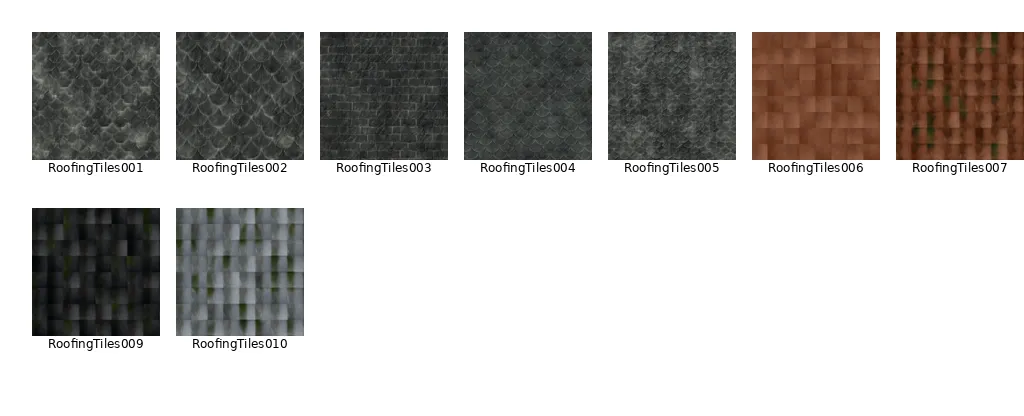 RoofingTiles001
RoofingTiles002
RoofingTiles003
RoofingTiles004
RoofingTiles005
RoofingTiles006
RoofingTiles007
RoofingTiles009
RoofingTiles010